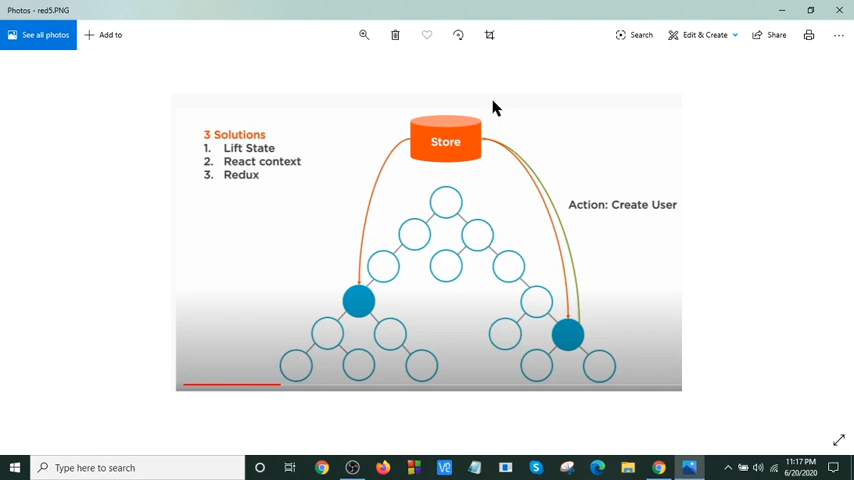 Photos - red5.PNG
See all photos
Add to
Search
Edit & Create
Share
3 Solutions
1. Lift State
2. React context
3. Redux
Store
Action: Create User
Type here to search
11:17 PM
6/20/2020